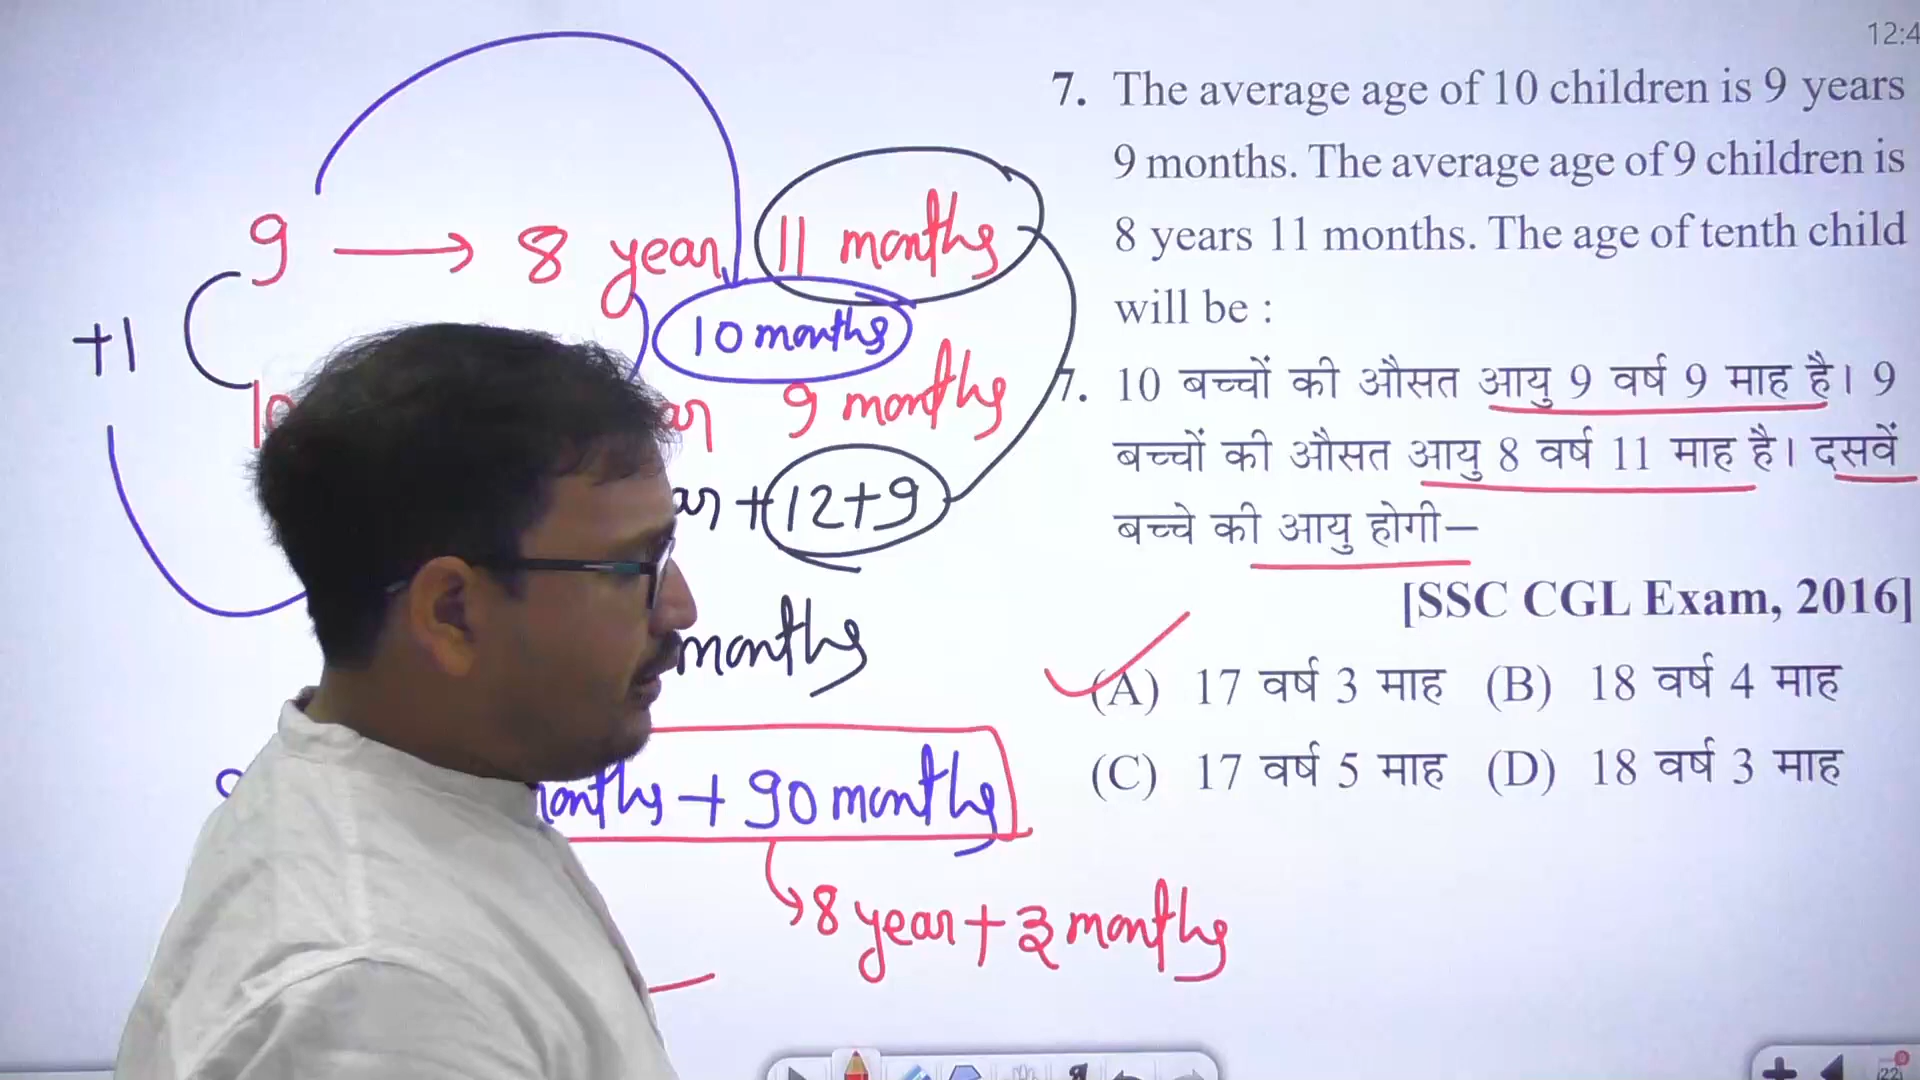 12:4
7. The average age of 10 children is 9 years
9 months. The average age of 9 children is
8 years 11 months. The age of tenth child
will be :
7. 10 बच्चों की औसत आयु 9 वर्ष 9 माह है। 9
बच्चों की औसत आयु 8 वर्ष 11 माह है। दसवें
बच्चे की आयु होगी–
[SSC CGL Exam, 2016]
(A) 17 वर्ष 3 माह (B) 18 वर्ष 4 माह
(C) 17 वर्ष 5 माह (D) 18 वर्ष 3 माह
9 → 8 year 11 months
10 months
+1
10 9 months
+ 12+9
months
+ 90 months
8 year + 3 months